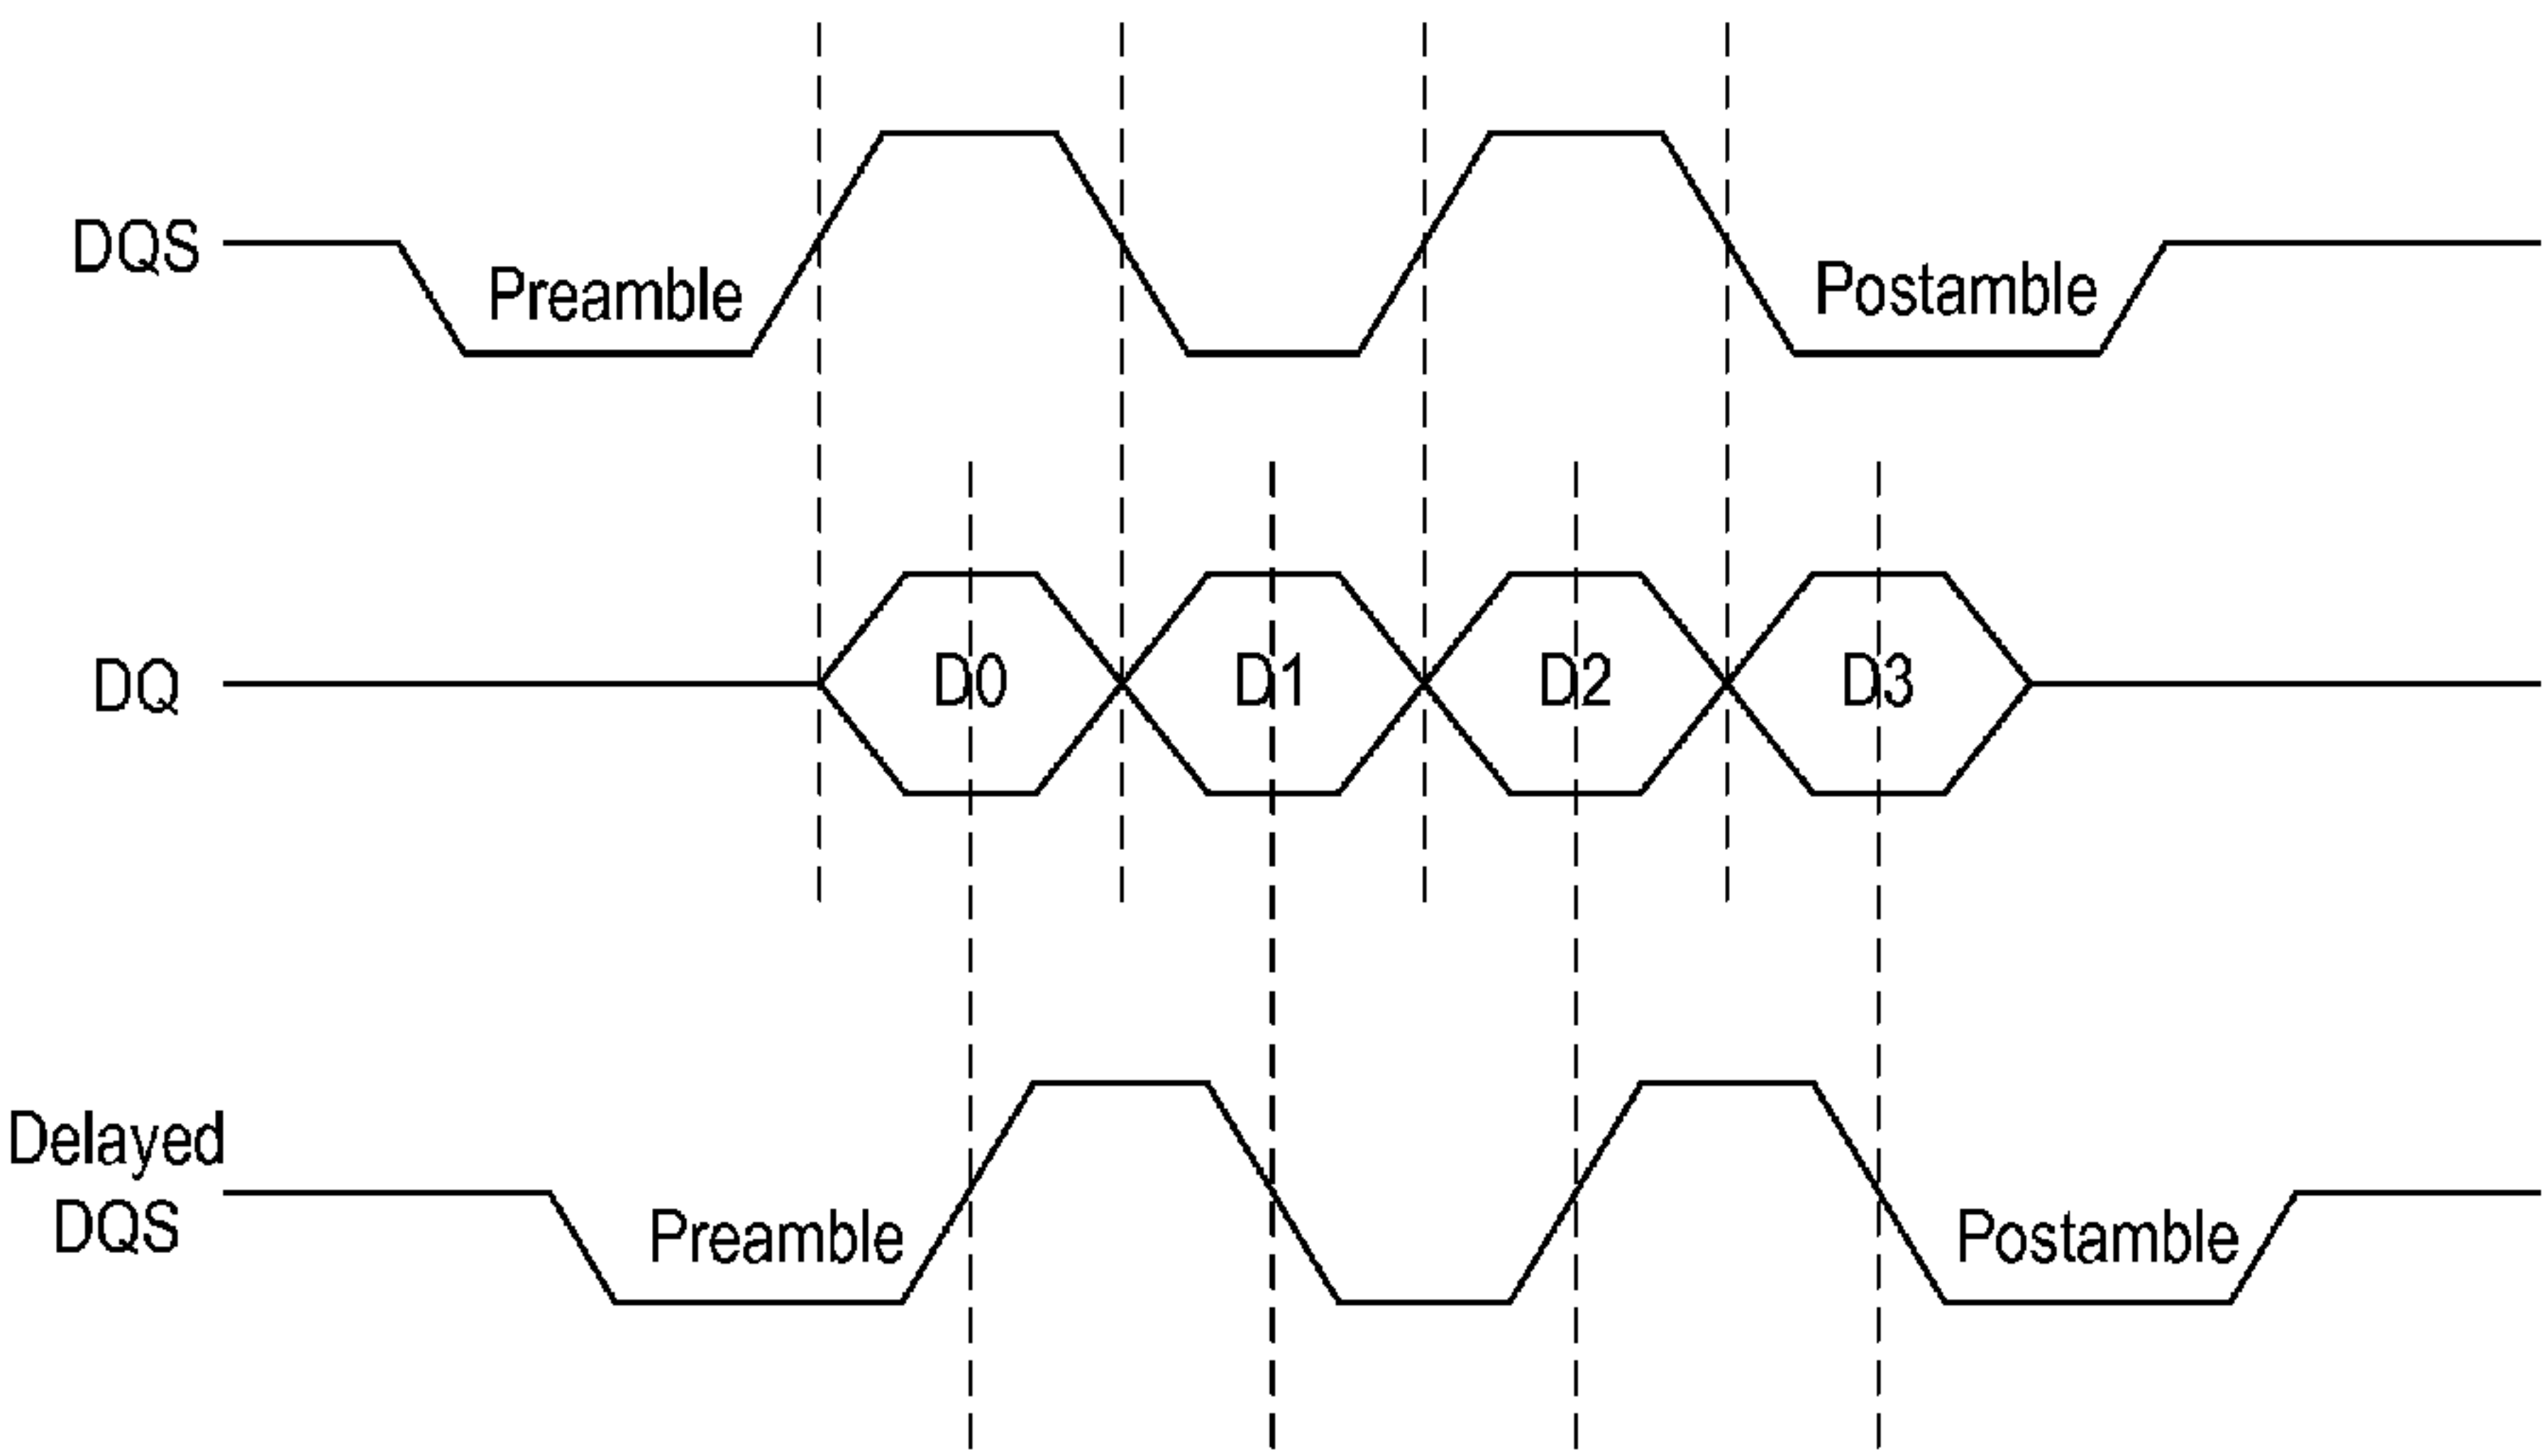 DQS
Preamble
Postamble
DQ
D0
D1
D2
D3
Delayed
DQS
Preamble
Postamble